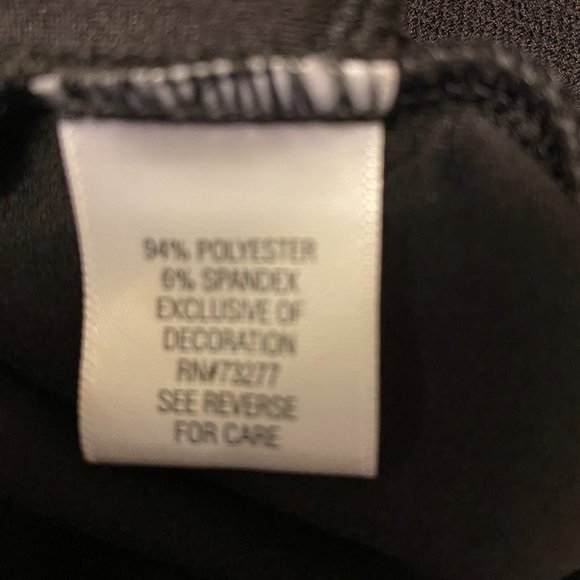 94% POLYESTER
6% SPANDEX
EXCLUSIVE OF
DECORATION
RN#73277
SEE REVERSE
FOR CARE